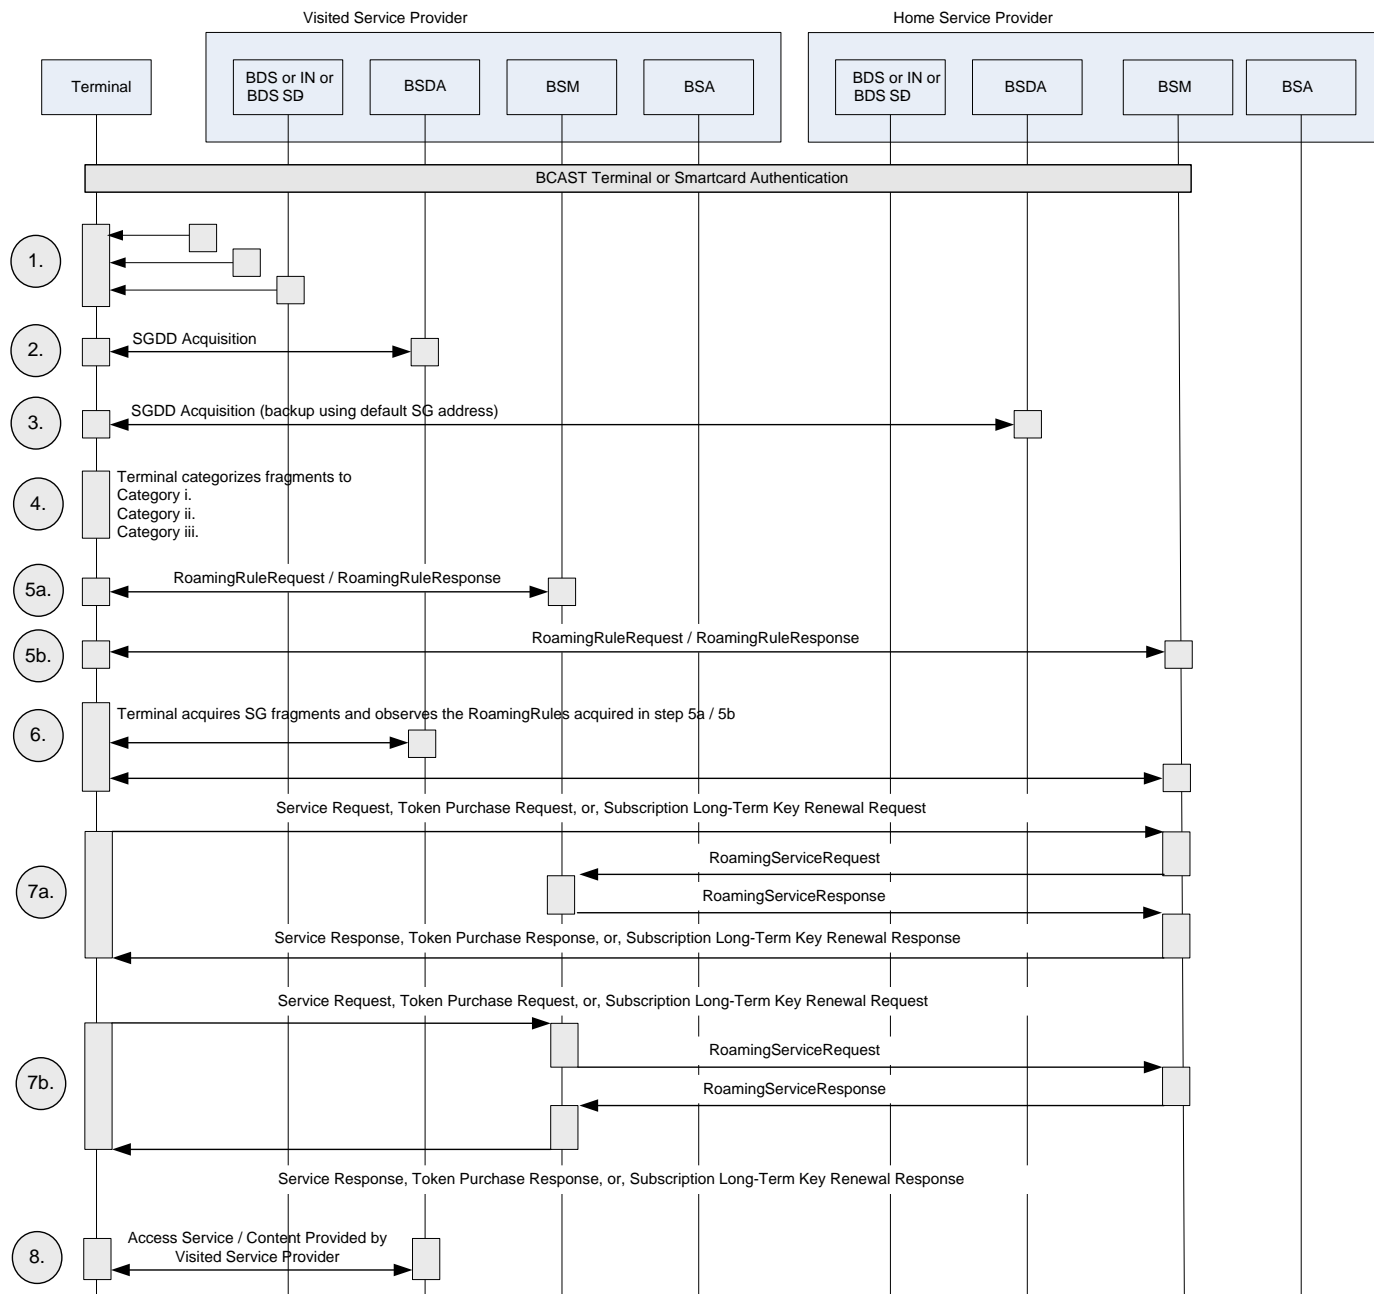 Visited Service Provider
Home Service Provider
Terminal
BDS or IN or
BDS SD
BSDA
BSM
BSA
BDS or IN or
BDS SD
BSDA
BSM
BSA
BCAST Terminal or Smartcard Authentication
1.
2.
SGDD Acquisition
3.
SGDD Acquisition (backup using default SG address)
4.
Terminal categorizes fragments to
Category i.
Category ii.
Category iii.
5a.
RoamingRuleRequest / RoamingRuleResponse
5b.
RoamingRuleRequest / RoamingRuleResponse
6.
Terminal acquires SG fragments and observes the RoamingRules acquired in step 5a / 5b
Service Request, Token Purchase Request, or, Subscription Long-Term Key Renewal Request
7a.
RoamingServiceRequest
RoamingServiceResponse
Service Response, Token Purchase Response, or, Subscription Long-Term Key Renewal Response
Service Request, Token Purchase Request, or, Subscription Long-Term Key Renewal Request
7b.
RoamingServiceRequest
RoamingServiceResponse
Service Response, Token Purchase Response, or, Subscription Long-Term Key Renewal Response
8.
Access Service / Content Provided by
Visited Service Provider